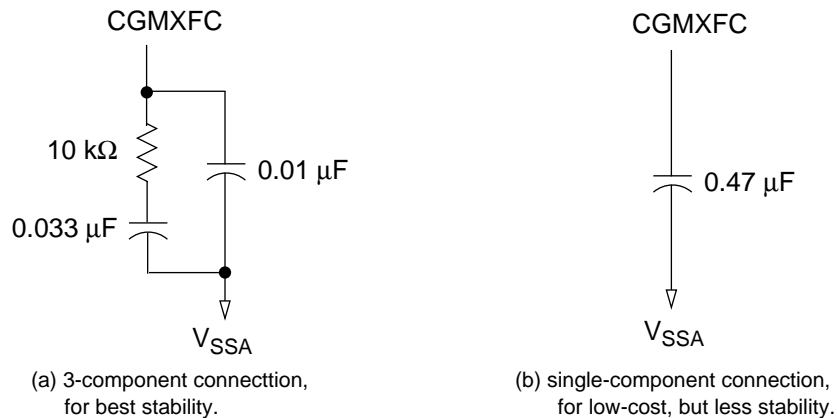 CGMXFC
10 kΩ
0.01 μF
0.033 μF
VSSA
(a) 3-component connecttion,
for best stability.
CGMXFC
0.47 μF
VSSA
(b) single-component connection,
for low-cost, but less stability.